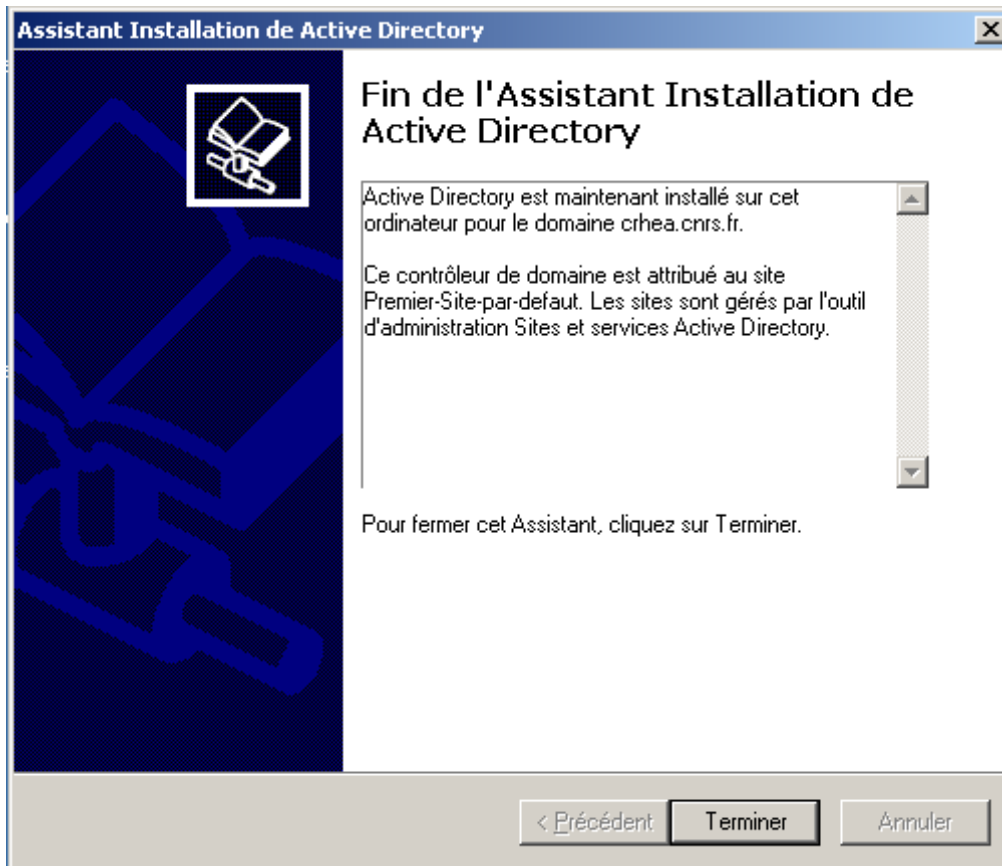 Assistant Installation de Active Directory
Fin de l'Assistant Installation de
Active Directory
Active Directory est maintenant installé sur cet
ordinateur pour le domaine crhea.cnrs.fr.
Ce contrôleur de domaine est attribué au site
Premier-Site-par-defaut. Les sites sont gérés par l'outil
d'administration Sites et services Active Directory.
Pour fermer cet Assistant, cliquez sur Terminer.
< Précédent Terminer Annuler